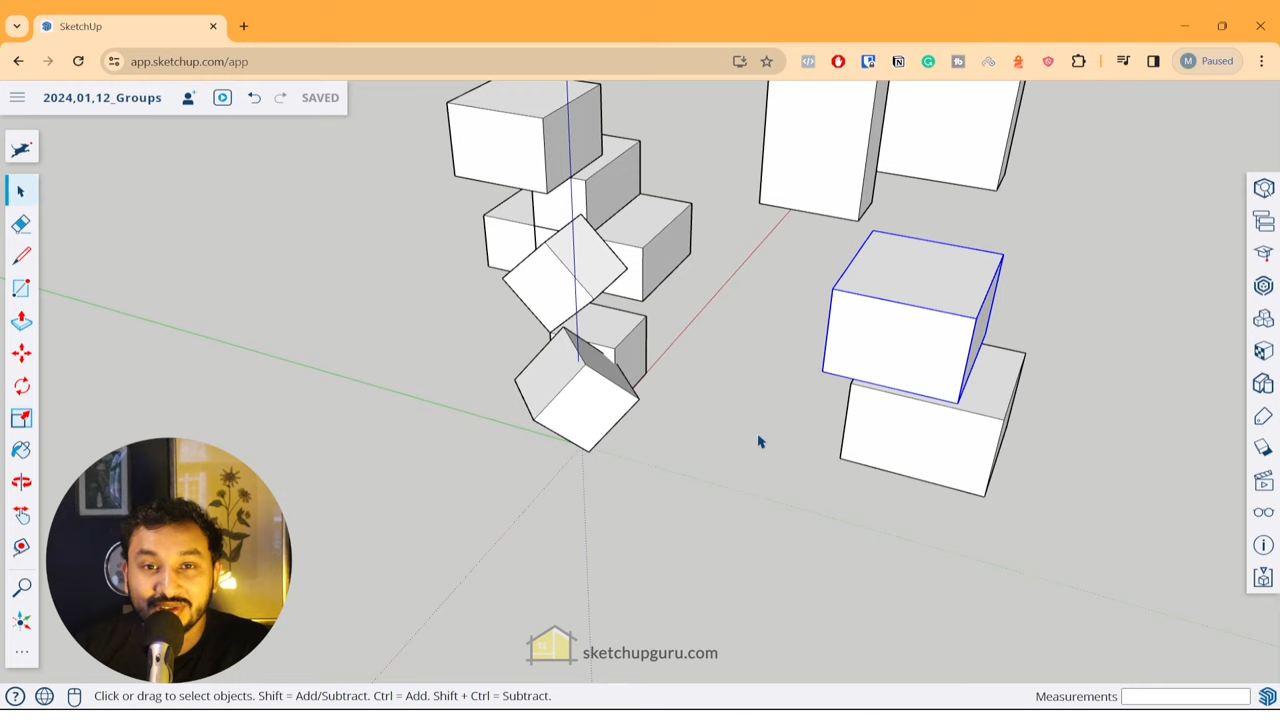 SketchUp
app.sketchup.com/app
M Paused
2024,01,12_Groups
SAVED
sketchupguru.com
Click or drag to select objects. Shift = Add/Subtract. Ctrl = Add. Shift + Ctrl = Subtract.
Measurements